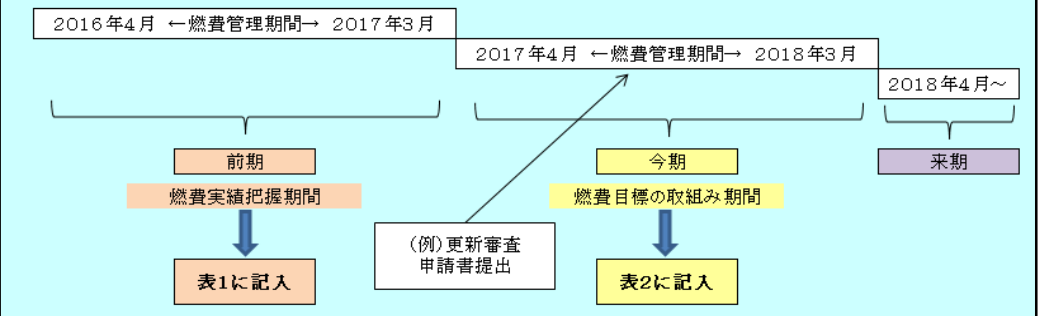 2016年4月 ←燃費管理期間→ 2017年3月
2017年4月 ←燃費管理期間→ 2018年3月
2018年4月～
前期
今期
来期
燃費実績把握期間
燃費目標の取組み期間
(例)更新審査
申請書提出
表1に記入
表2に記入